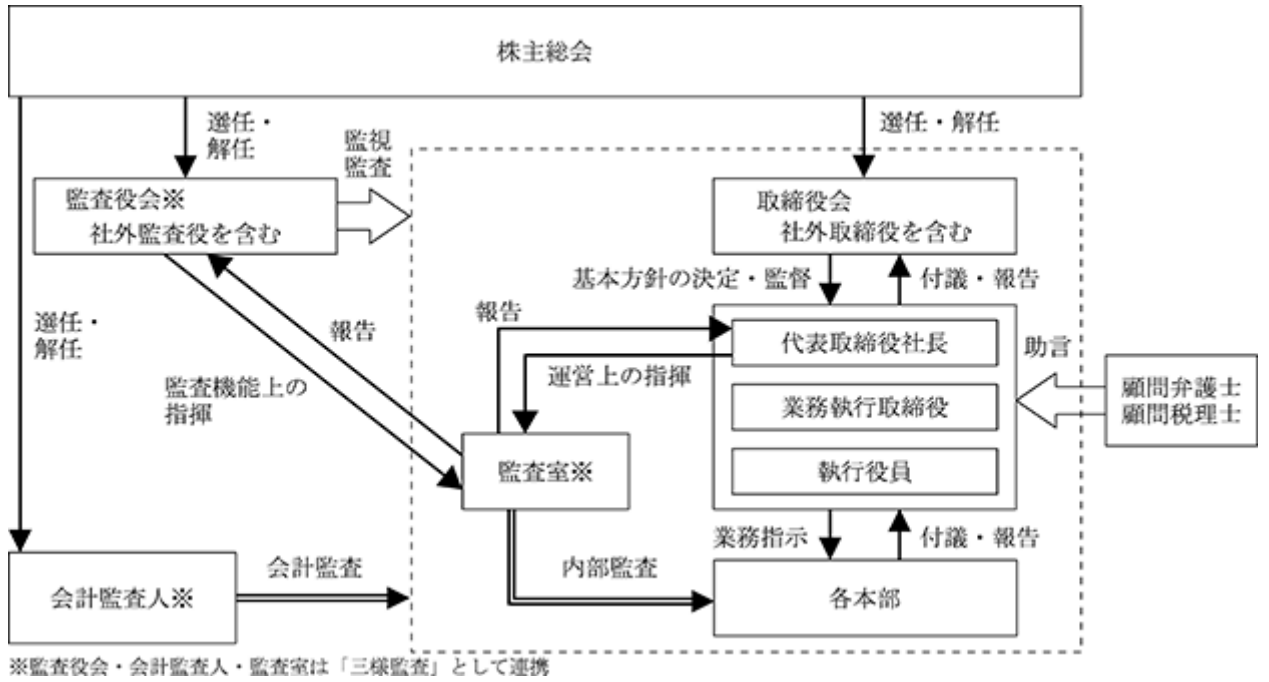 株主総会
選任・
解任
監視
監査
選任・解任
監査役会※
社外監査役を含む
取締役会
社外取締役を含む
基本方針の決定・監督
付議・報告
選任・
解任
報告
報告
代表取締役社長
助言
運営上の指揮
監査機能上の
指揮
業務執行取締役
顧問弁護士
顧問税理士
監査室※
執行役員
業務指示
付議・報告
会計監査
内部監査
会計監査人※
各本部
※監査役会・会計監査人・監査室は「三様監査」として連携